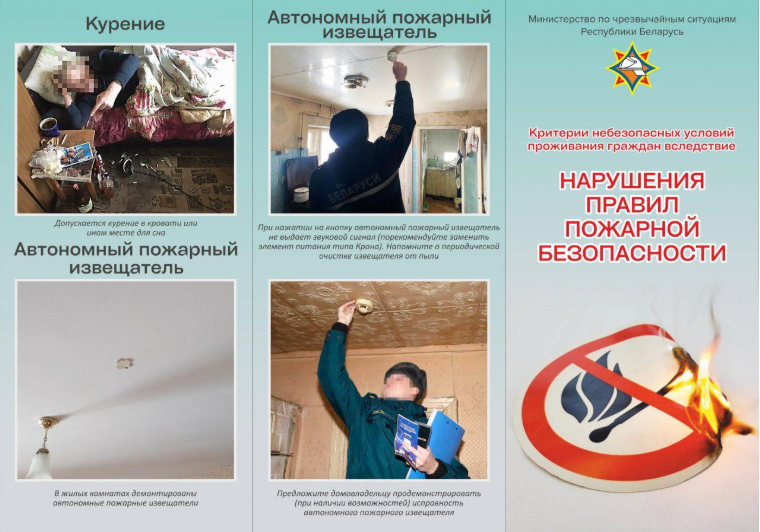 Курение
Допускается курение в кровати или
ином месте для сна
Автономный пожарный
извещатель
В жилых комнатах демонтированы
автономные пожарные извещатели
Автономный пожарный
извещатель
БЕЛАРУСИ
При нажатии на кнопку автономный пожарный извещатель
не выдает звуковой сигнал (порекомендуйте заменить
элемент питания типа Крона). Напомните о периодической
очистке извещателя от пыли
Предложите домовладельцу продемонстрировать
(при наличии возможностей) исправность
автономного пожарного извещателя
Министерство по чрезвычайным ситуациям
Республики Беларусь
Критерии небезопасных условий
проживания граждан вследствие
НАРУШЕНИЯ
ПРАВИЛ
ПОЖАРНОЙ
БЕЗОПАСНОСТИ